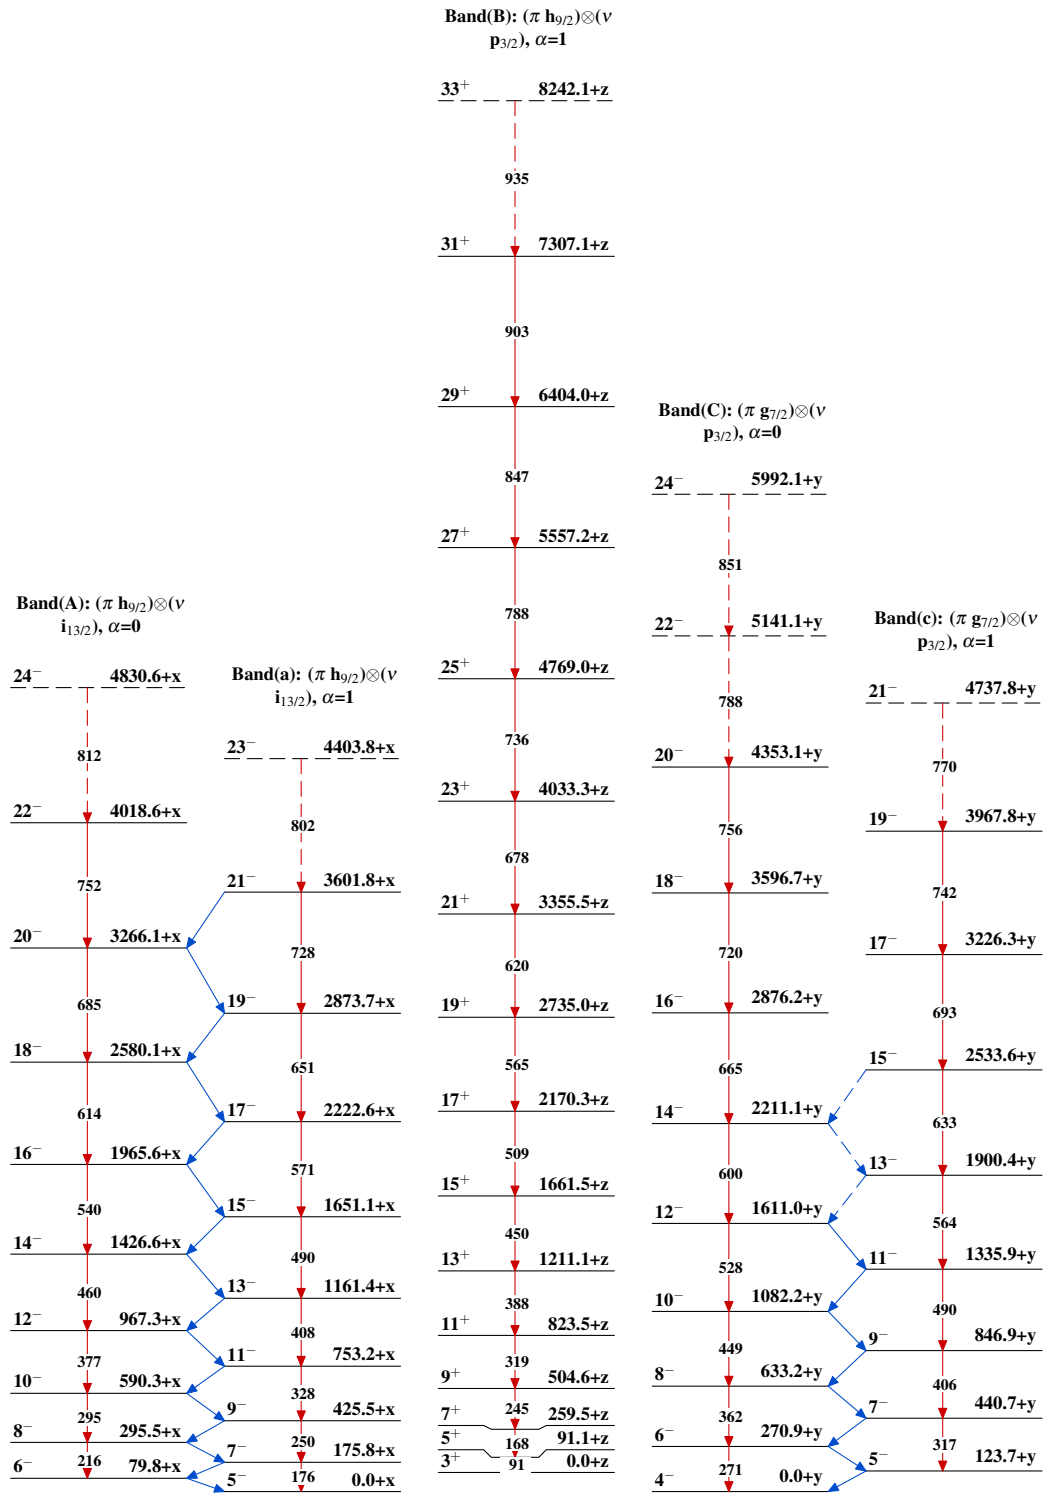 Band(B): (π h9/2)⊗(ν
p3/2), α=1
33+ 8242.1+z
935
31+ 7307.1+z
903
29+ 6404.0+z
847
27+ 5557.2+z
788
25+ 4769.0+z
736
23+ 4033.3+z
678
21+ 3355.5+z
620
19+ 2735.0+z
565
17+ 2170.3+z
509
15+ 1661.5+z
450
13+ 1211.1+z
388
11+ 823.5+z
319
9+ 504.6+z
245
7+ 259.5+z
168
5+ 91.1+z
91
3+ 0.0+z
Band(A): (π h9/2)⊗(ν
i13/2), α=0
24− 4830.6+x
812
22− 4018.6+x
752
20− 3266.1+x
685
18− 2580.1+x
614
16− 1965.6+x
540
14− 1426.6+x
460
12− 967.3+x
377
10− 590.3+x
295
8− 295.5+x
216
6− 79.8+x
Band(a): (π h9/2)⊗(ν
i13/2), α=1
23− 4403.8+x
802
21− 3601.8+x
728
19− 2873.7+x
651
17− 2222.6+x
571
15− 1651.1+x
490
13− 1161.4+x
408
11− 753.2+x
328
9− 425.5+x
250
7− 175.8+x
176
5− 0.0+x
Band(C): (π g7/2)⊗(ν
p3/2), α=0
24− 5992.1+y
851
22− 5141.1+y
788
20− 4353.1+y
756
18− 3596.7+y
720
16− 2876.2+y
665
14− 2211.1+y
600
12− 1611.0+y
528
10− 1082.2+y
449
8− 633.2+y
362
6− 270.9+y
271
4− 0.0+y
Band(c): (π g7/2)⊗(ν
p3/2), α=1
21− 4737.8+y
770
19− 3967.8+y
742
17− 3226.3+y
693
15− 2533.6+y
633
13− 1900.4+y
564
11− 1335.9+y
490
9− 846.9+y
406
7− 440.7+y
317
5− 123.7+y